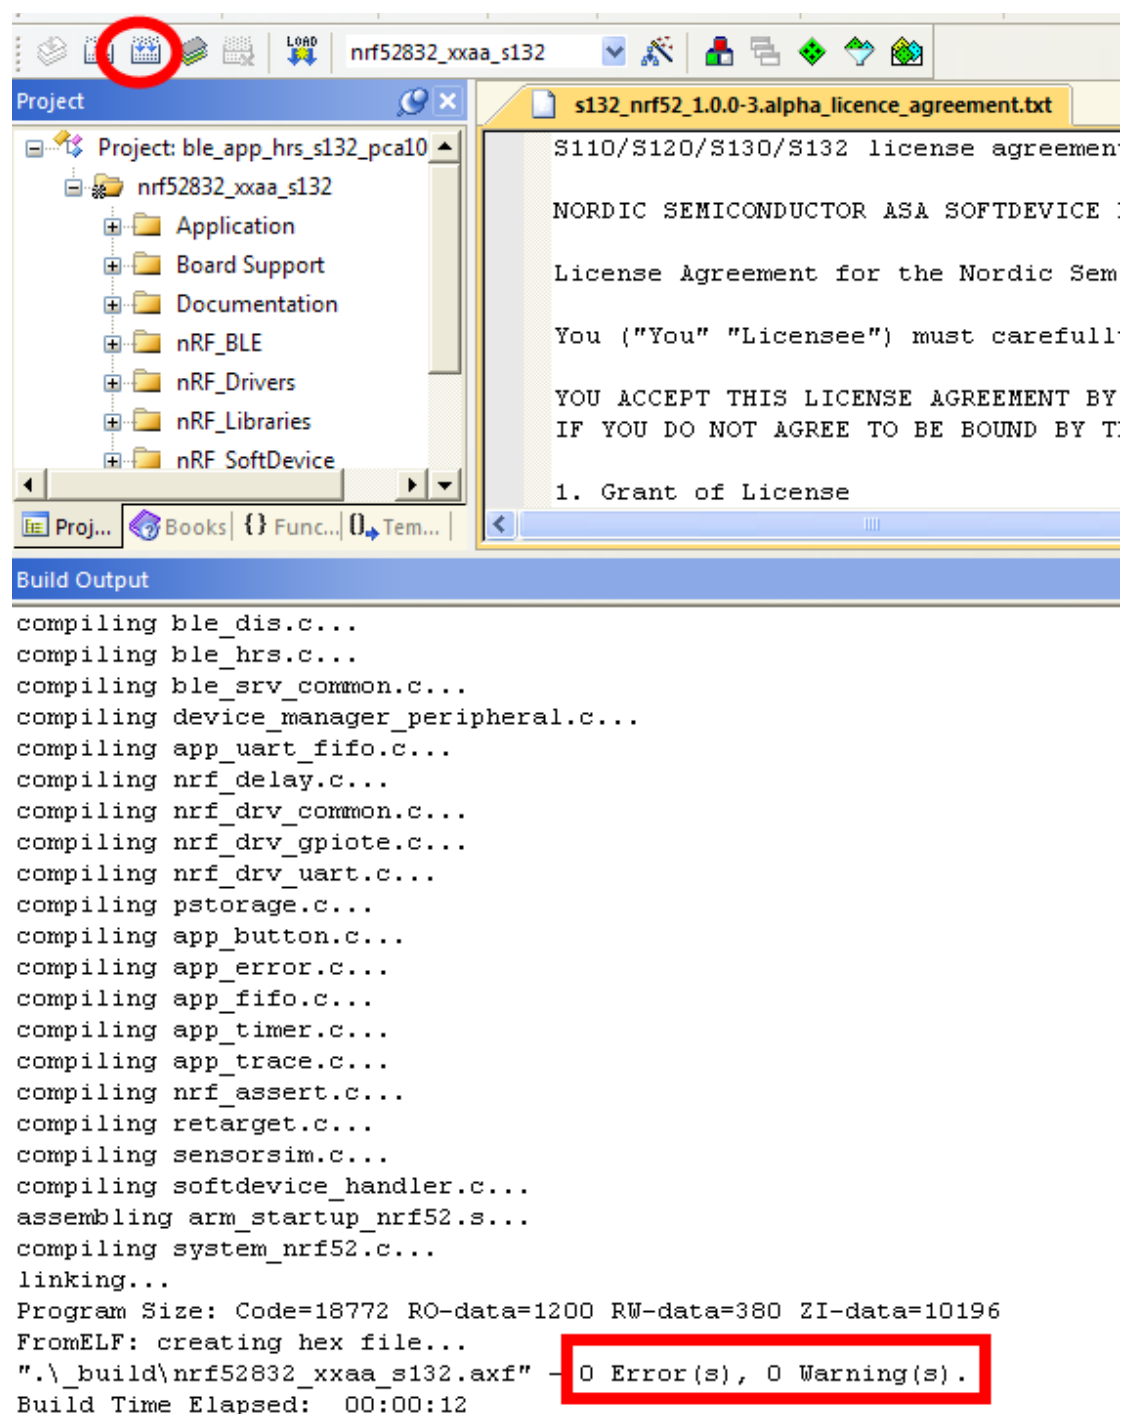 LOAD
nrf52832_xxaa_s132
Project
s132_nrf52_1.0.0-3.alpha_licence_agreement.txt
Project: ble_app_hrs_s132_pca10
nrf52832_xxaa_s132
Application
Board Support
Documentation
nRF_BLE
nRF_Drivers
nRF_Libraries
nRF_SoftDevice
S110/S120/S130/S132 license agreemen
NORDIC SEMICONDUCTOR ASA SOFTDEVICE
License Agreement for the Nordic Sem
You ("You" "Licensee") must carefull
YOU ACCEPT THIS LICENSE AGREEMENT BY
IF YOU DO NOT AGREE TO BE BOUND BY T
1. Grant of License
Proj... Books {} Func... 0 Tem...
Build Output
compiling ble_dis.c...
compiling ble_hrs.c...
compiling ble_srv_common.c...
compiling device_manager_peripheral.c...
compiling app_uart_fifo.c...
compiling nrf_delay.c...
compiling nrf_drv_common.c...
compiling nrf_drv_gpiote.c...
compiling nrf_drv_uart.c...
compiling pstorage.c...
compiling app_button.c...
compiling app_error.c...
compiling app_fifo.c...
compiling app_timer.c...
compiling app_trace.c...
compiling nrf_assert.c...
compiling retarget.c...
compiling sensorsim.c...
compiling softdevice_handler.c...
assembling arm_startup_nrf52.s...
compiling system_nrf52.c...
linking...
Program Size: Code=18772 RO-data=1200 RW-data=380 ZI-data=10196
FromELF: creating hex file...
".\_build\nrf52832_xxaa_s132.axf" - 0 Error(s), 0 Warning(s).
Build Time Elapsed:  00:00:12